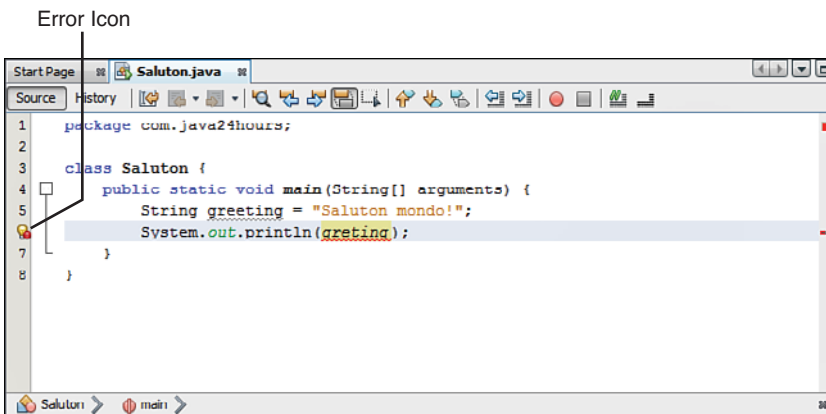 Error Icon
Start Page Saluton.java
Source History
1 package com.java24hours;
2
3 class Saluton {
4 public static void main(String[] arguments) {
5 String greeting = "Saluton mondo!";
System.out.println(greting);
7 }
8 }
Saluton main